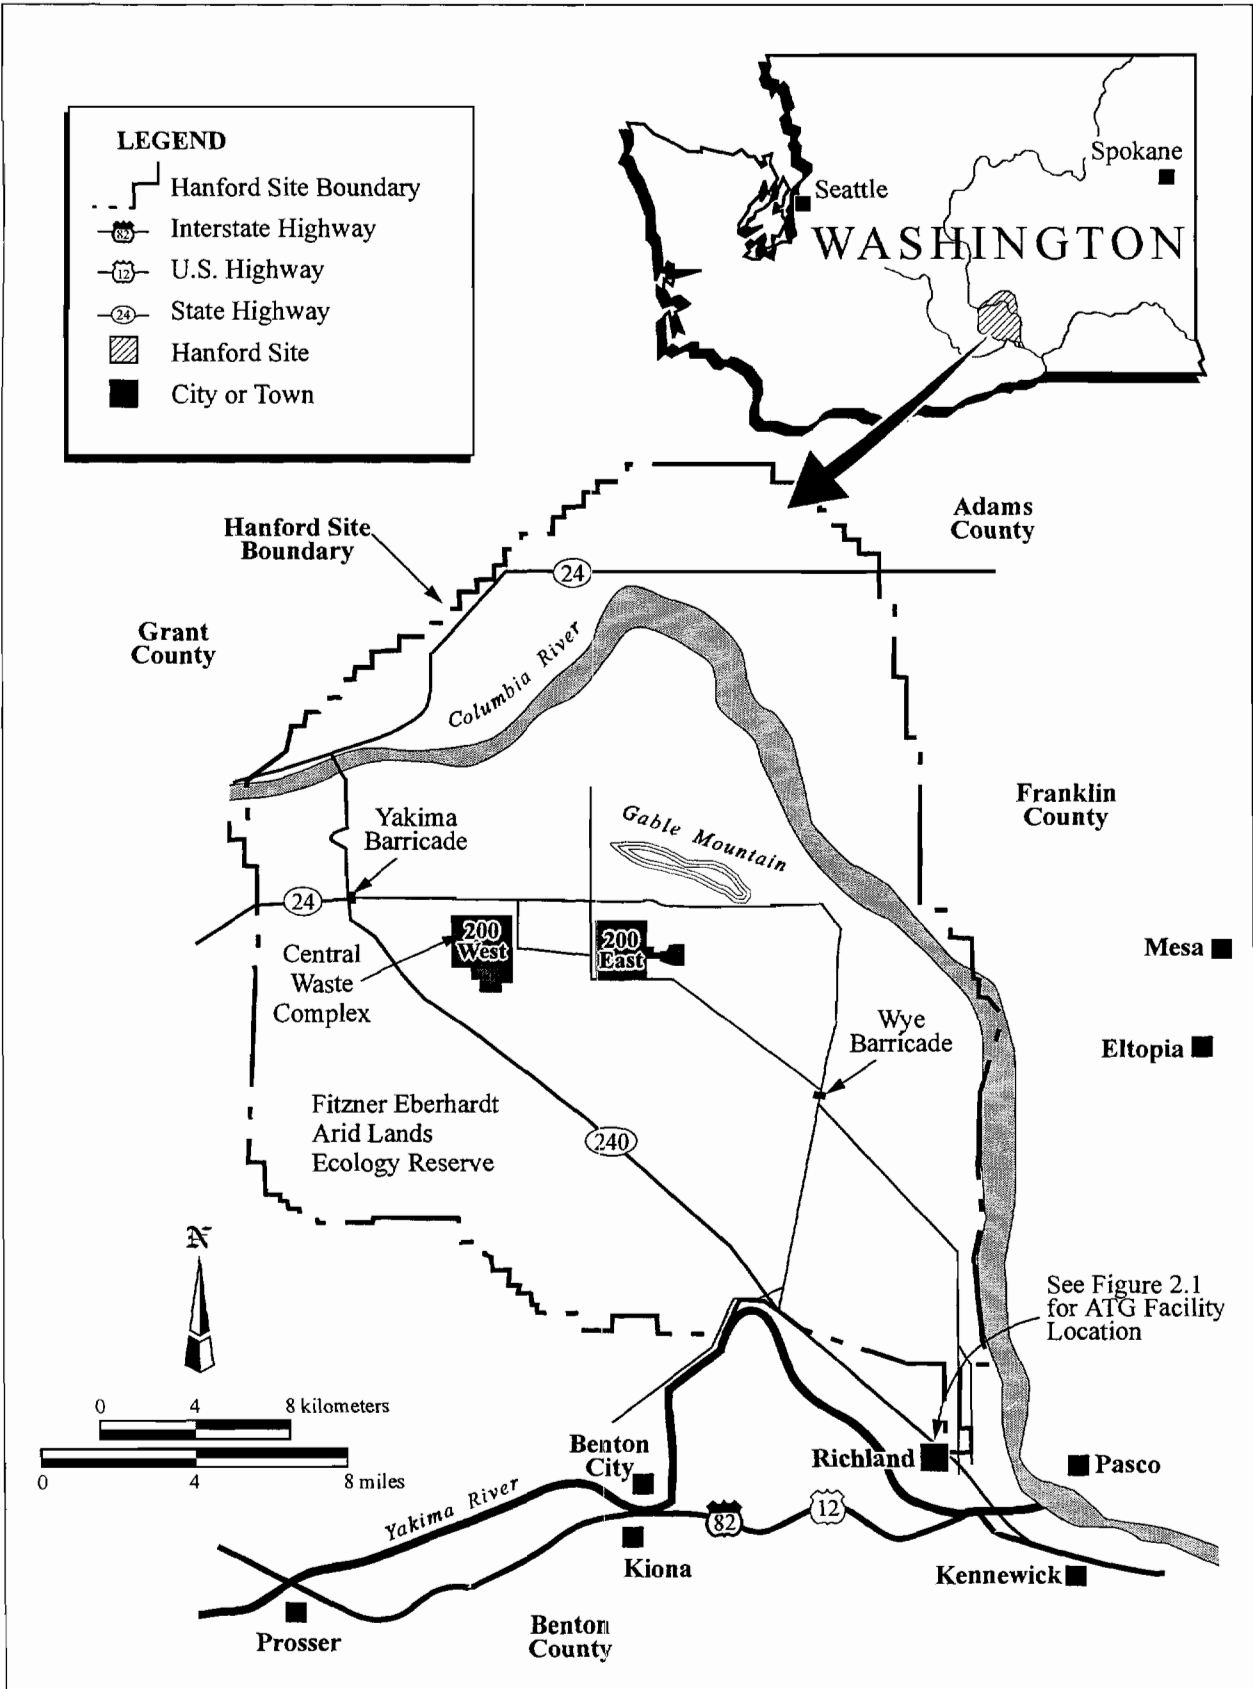 LEGEND
Hanford Site Boundary
82
Interstate Highway
12
U.S. Highway
24
State Highway
Hanford Site
City or Town
Spokane
Seattle
WASHINGTON
Adams
County
Hanford Site
Boundary
24
Grant
County
Columbia River
Franklin
County
Yakima
Barricade
Gable Mountain
24
200
West
200
East
Mesa
Central
Waste
Complex
Wye
Barricade
Eltopia
Fitzner Eberhardt
Arid Lands
Ecology Reserve
240
N
See Figure 2.1
for ATG Facility
Location
0 4 8 kilometers
0 4 8 miles
Benton
City
Richland
Pasco
Yakima River
82
12
Kiona
Kennewick
Prosser
Benton
County